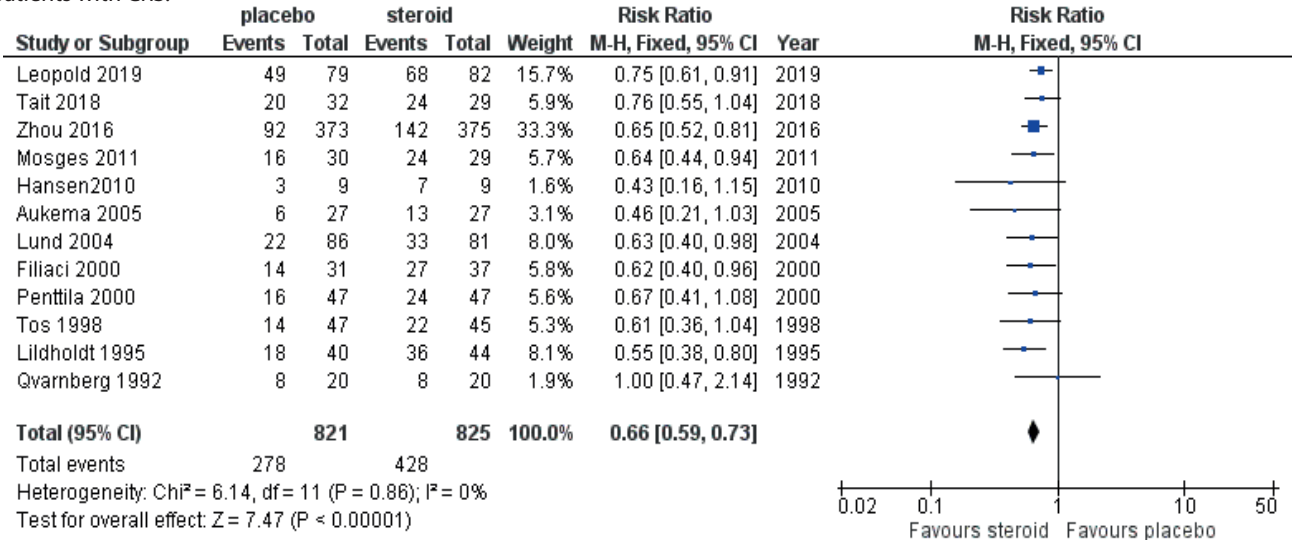 placebo steroid Risk Ratio Risk Ratio
Study or Subgroup Events Total Events Total Weight M-H, Fixed, 95% CI Year M-H, Fixed, 95% CI
Leopold 2019 49 79 68 82 15.7% 0.75 [0.61, 0.91] 2019
Tait 2018 20 32 24 29 5.9% 0.76 [0.55, 1.04] 2018
Zhou 2016 92 373 142 375 33.3% 0.65 [0.52, 0.81] 2016
Mosges 2011 16 30 24 29 5.7% 0.64 [0.44, 0.94] 2011
Hansen2010 3 9 7 9 1.6% 0.43 [0.16, 1.15] 2010
Aukema 2005 6 27 13 27 3.1% 0.46 [0.21, 1.03] 2005
Lund 2004 22 86 33 81 8.0% 0.63 [0.40, 0.98] 2004
Filiaci 2000 14 31 27 37 5.8% 0.62 [0.40, 0.96] 2000
Penttila 2000 16 47 24 47 5.6% 0.67 [0.41, 1.08] 2000
Tos 1998 14 47 22 45 5.3% 0.61 [0.36, 1.04] 1998
Lildholdt 1995 18 40 36 44 8.1% 0.55 [0.38, 0.80] 1995
Qvarnberg 1992 8 20 8 20 1.9% 1.00 [0.47, 2.14] 1992
Total (95% CI) 821 825 100.0% 0.66 [0.59, 0.73]
Total events 278 428
Heterogeneity: Chi² = 6.14, df = 11 (P = 0.86); I² = 0%
Test for overall effect: Z = 7.47 (P < 0.00001)
0.02 0.1 1 10 50
Favours steroid Favours placebo